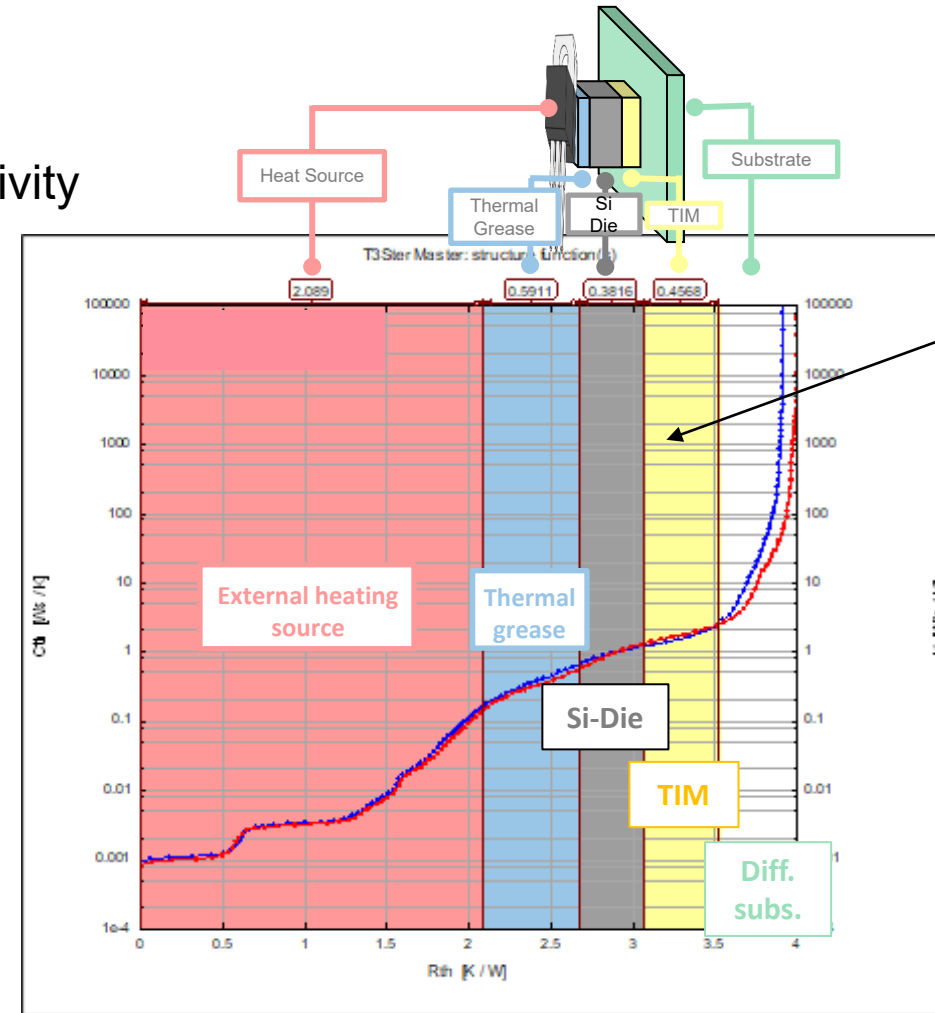 ivity
Heat Source
Thermal
Grease
Si
Die
TIM
Substrate
T3Ster Master: structure function(s)
2.089
0.5911
0.3816
0.4568
100000
10000
1000
100
10
1
0.1
0.01
0.001
1e-4
100000
10000
1000
100
10
1
0.1
0.01
1
External heating
source
Thermal
grease
Si-Die
TIM
Diff.
subs.
0
0.5
1
1.5
2
2.5
3
3.5
4
Cth [Ws / K]
Rth [K / W]